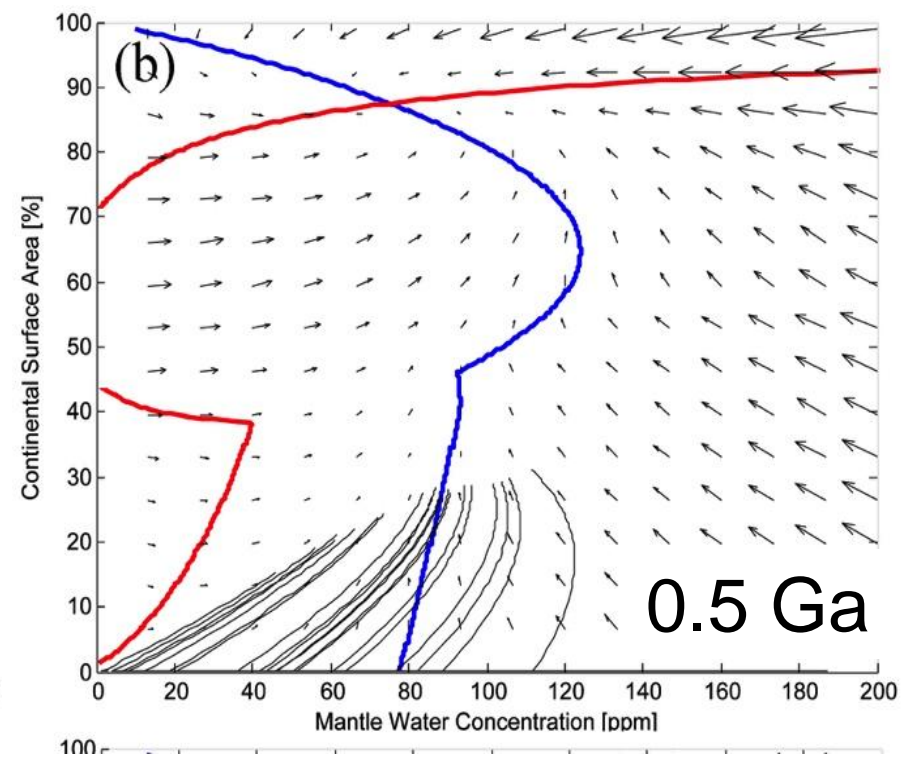 100
(b)
90
80
70
60
50
40
30
20
10
0
Continental Surface Area [%]
0.5 Ga
0 20 40 60 80 100 120 140 160 180 200
Mantle Water Concentration [ppm]
100